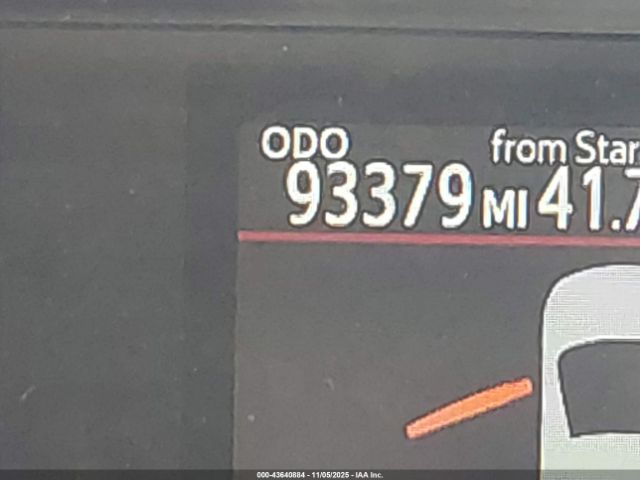 ODO from Star
93379 MI 41.7
000-43640884 - 11/05/2025 - IAA Inc.